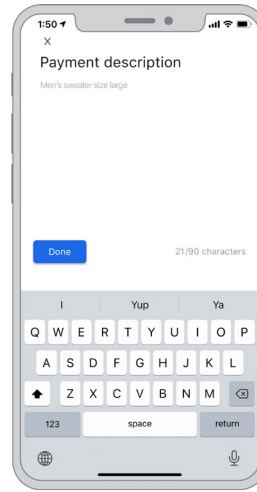 1:50
Payment description
Men's sweater size large
Done
21/90 characters
I Yup Ya
Q W E R T Y U I O P
A S D F G H J K L
Z X C V B N M
123 space return